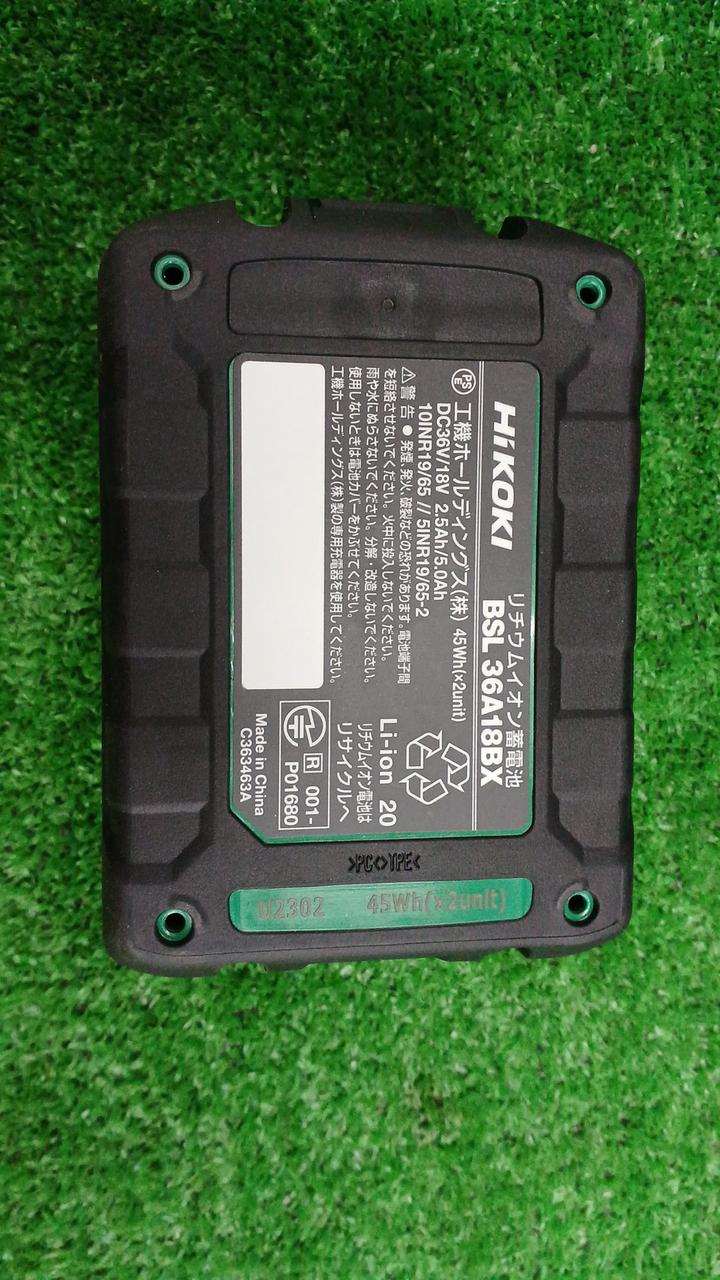 HiKOKI
リチウムイオン蓄電池
BSL 36A18BX
PS E 工機ホールディングス(株) 45Wh(×2unit)
DC36V/18V 2.5Ah/5.0Ah
10INR19/65 // 5INR19/65-2
⚠警告 ● 発煙、発火、破裂などの恐れがあります。電池端子間
を短絡させないでください。火中に投入しないでください。
雨や水にぬらさないでください。分解・改造しないでください。
使用しないときは電池カバーをかぶせてください。
工機ホールディングス(株)製の専用充電器を使用してください。
Li-ion 20
リチウムイオン電池は
リサイクルへ
R 001-
P01680
Made in China
C363463A
>PC<>TPE<
U2302 45Wh(x2unit)